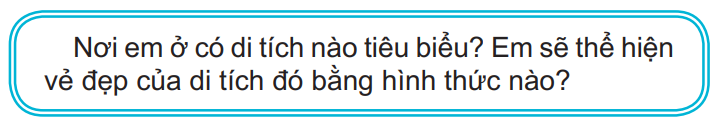 Nơi em ở có di tích nào tiêu biểu? Em sẽ thể hiện
vẻ đẹp của di tích đó bằng hình thức nào?